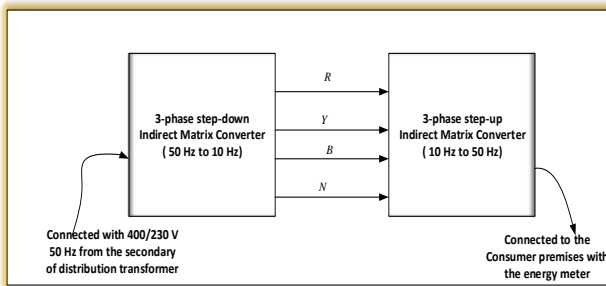 3-phase step-down
Indirect Matrix Converter
( 50 Hz to 10 Hz)
R
Y
B
N
3-phase step-up
Indirect Matrix Converter
( 10 Hz to 50 Hz)
Connected with 400/230 V
50 Hz from the secondary
of distribution transformer
Connected to the
Consumer premises with
the energy meter